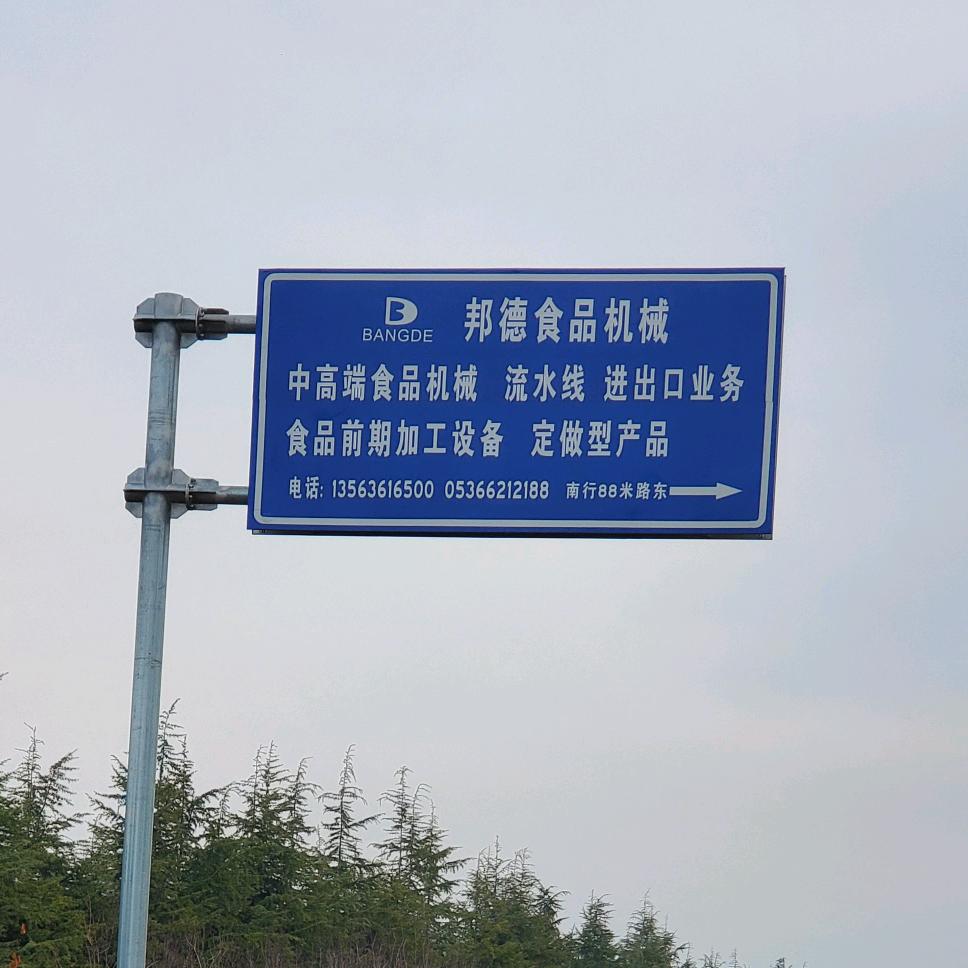 BANGDE 邦德食品机械
中高端食品机械 流水线 进出口业务
食品前期加工设备 定做型产品
电话: 13563616500 05366212188 南行88米路东